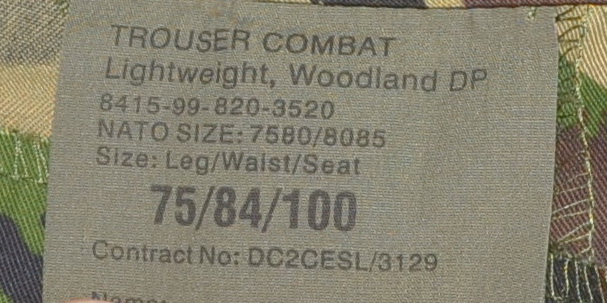 TROUSER COMBAT
Lightweight, Woodland DP
8415-99-820-3520
NATO SIZE: 7580/8085
Size: Leg/Waist/Seat
75/84/100
Contract No: DC2CESL/3129
Name: